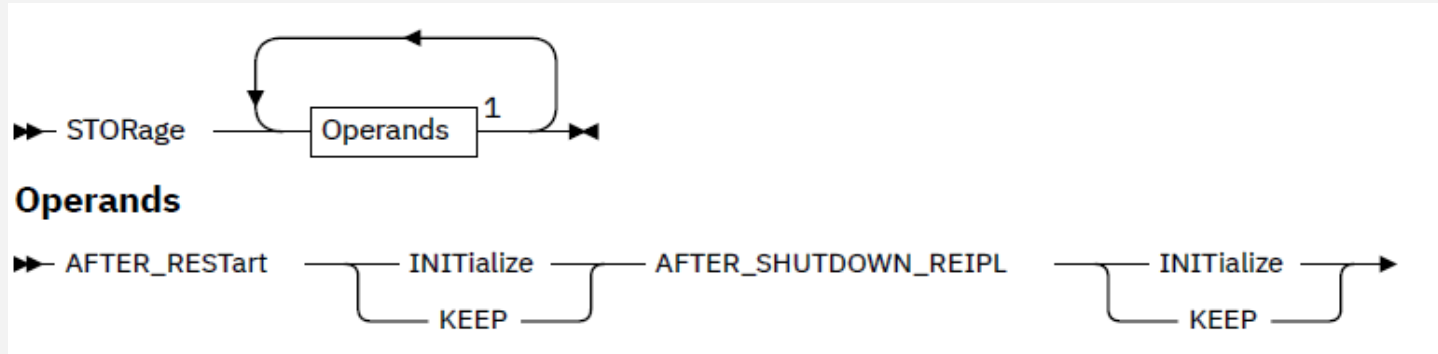 STORage Operands 1
Operands
AFTER_RESTart INITialize AFTER_SHUTDOWN_REIPL INITialize
KEEP KEEP